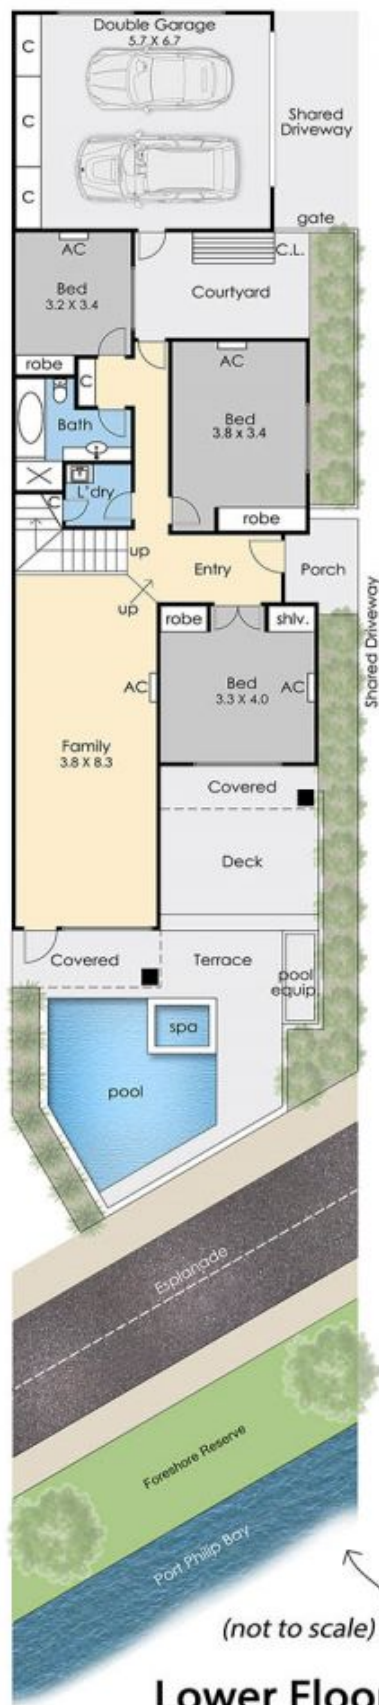 Double Garage
5.7 X 6.7
C
C
C
Shared
Driveway
gate
C.L.
AC
Bed
3.2 X 3.4
Courtyard
robe
AC
C
Bed
3.8 x 3.4
Bath
L'dry
C
robe
up
Entry
Porch
up
Shared Driveway
robe
shlv.
AC
Bed
3.3 X 4.0
AC
Family
3.8 X 8.3
Covered
Deck
Covered
Terrace
pool
equip.
spa
pool
Esplanade
Foreshore Reserve
Port Philip Bay
(not to scale)
Lower Floor